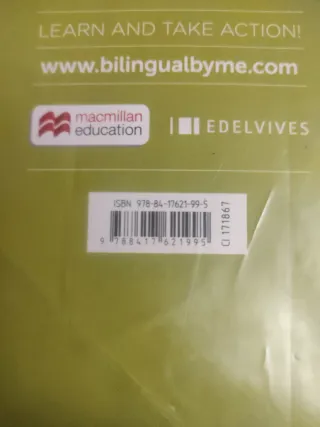 LEARN AND TAKE ACTION!
www.bilingualbyme.com
macmillan
education
EDELVIVES
ISBN 978-84-17621-99-5
9 788417 621995
CI 171867